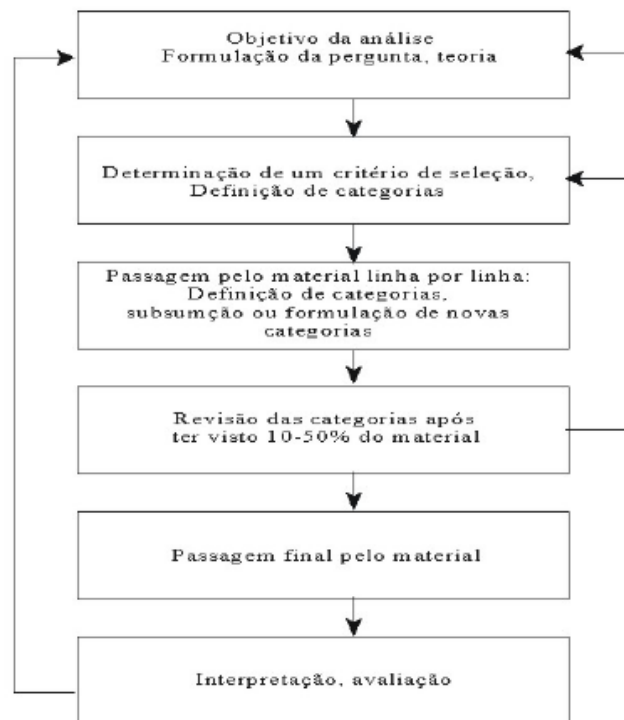 Objetivo da análise
Formulação da pergunta, teoria
Determinação de um critério de seleção,
Definição de categorias
Passagem pelo material linha por linha:
Definição de categorias,
subsumção ou formulação de novas
categorias
Revisão das categorias após
ter visto 10-50% do material
Passagem final pelo material
Interpretação, avaliação